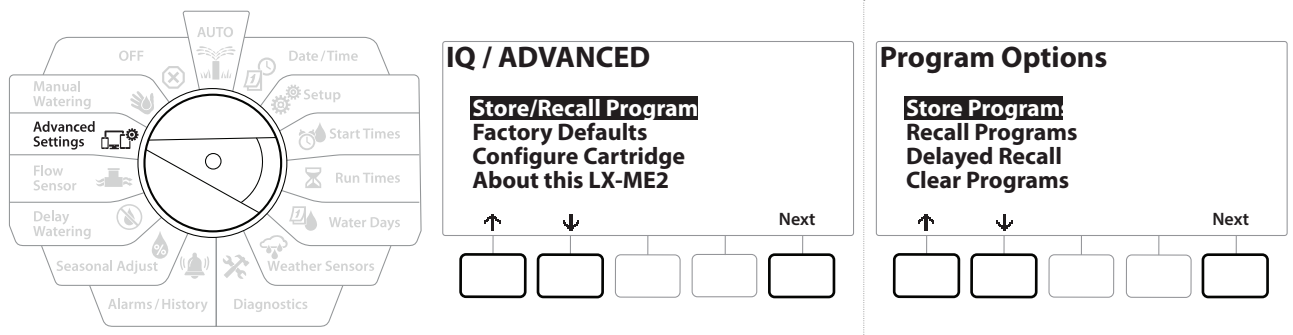 AUTO
OFF
Date / Time
Manual
Watering
Setup
Advanced
Settings
Start Times
Flow
Sensor
Run Times
Delay
Watering
Water Days
Seasonal Adjust
Weather Sensors
Alarms / History
Diagnostics
IQ / ADVANCED
Store/Recall Program
Factory Defaults
Configure Cartridge
About this LX-ME2
↑ ↓ Next
Program Options
Store Programs
Recall Programs
Delayed Recall
Clear Programs
↑ ↓ Next